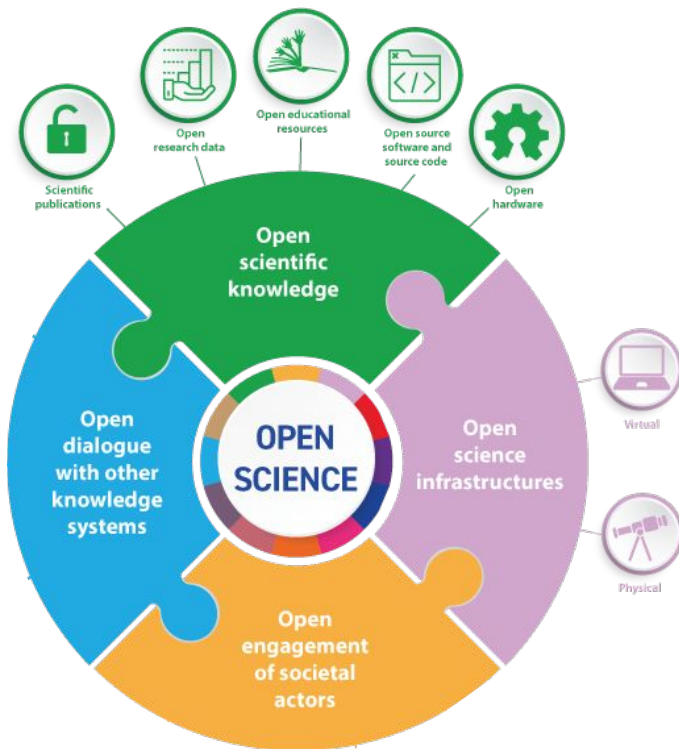 Scientific
publications
Open
research data
Open educational
resources
</>
Open source
software and
source code
Open
hardware
Open
scientific
knowledge
Open
dialogue
with other
knowledge
systems
OPEN
SCIENCE
Open
science
infrastructures
Virtual
Physical
Open
engagement
of societal
actors